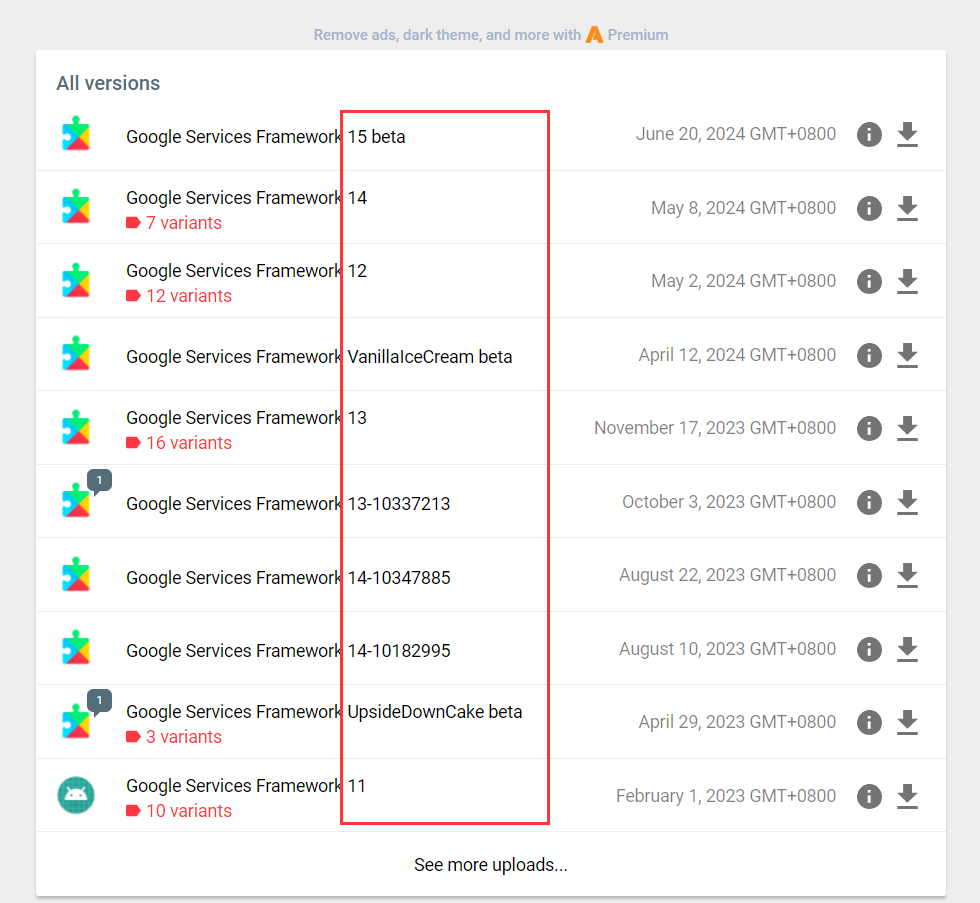 Remove ads, dark theme, and more with Premium
All versions
Google Services Framework 15 beta
June 20, 2024 GMT+0800
Google Services Framework 14
7 variants
May 8, 2024 GMT+0800
Google Services Framework 12
12 variants
May 2, 2024 GMT+0800
Google Services Framework VanillaIceCream beta
April 12, 2024 GMT+0800
Google Services Framework 13
16 variants
November 17, 2023 GMT+0800
1
Google Services Framework 13-10337213
October 3, 2023 GMT+0800
Google Services Framework 14-10347885
August 22, 2023 GMT+0800
Google Services Framework 14-10182995
August 10, 2023 GMT+0800
1
Google Services Framework UpsideDownCake beta
3 variants
April 29, 2023 GMT+0800
Google Services Framework 11
10 variants
February 1, 2023 GMT+0800
See more uploads...